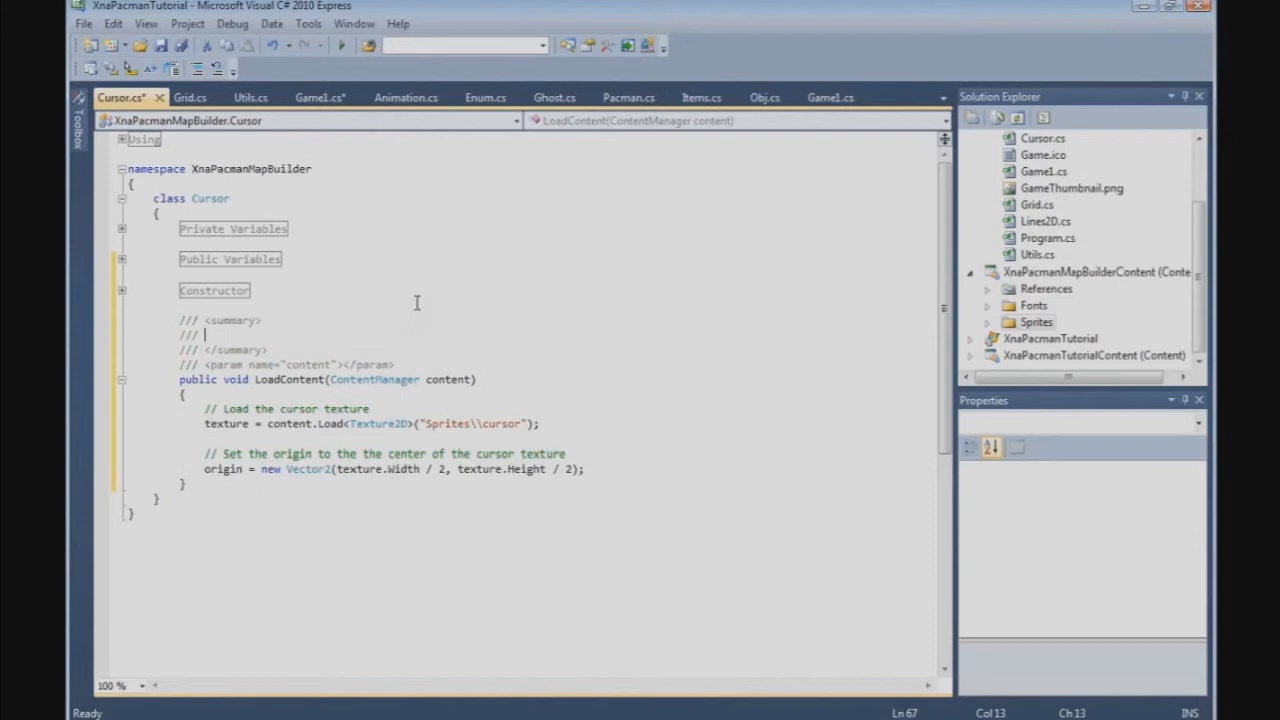 XnaPacmanTutorial - Microsoft Visual C# 2010 Express
File Edit View Project Debug Data Tools Window Help
Cursor.cs* Grid.cs Utils.cs Game1.cs* Animation.cs Enum.cs Ghost.cs Pacman.cs Items.cs Obj.cs Game1.cs
XnaPacmanMapBuilder.Cursor LoadContent(ContentManager content)
Toolbox
Using
namespace XnaPacmanMapBuilder
{
class Cursor
{
Private Variables
Public Variables
Constructor
/// <summary>
///
/// </summary>
/// <param name="content"></param>
public void LoadContent(ContentManager content)
{
// Load the cursor texture
texture = content.Load<Texture2D>("Sprites\\cursor");
// Set the origin to the the center of the cursor texture
origin = new Vector2(texture.Width / 2, texture.Height / 2);
}
}
}
100 %
Solution Explorer
Cursor.cs
Game.ico
Game1.cs
GameThumbnail.png
Grid.cs
Lines2D.cs
Program.cs
Utils.cs
XnaPacmanMapBuilderContent (Conte
References
Fonts
Sprites
XnaPacmanTutorial
XnaPacmanTutorialContent (Content)
Properties
Ready Ln 67 Col 13 Ch 13 INS